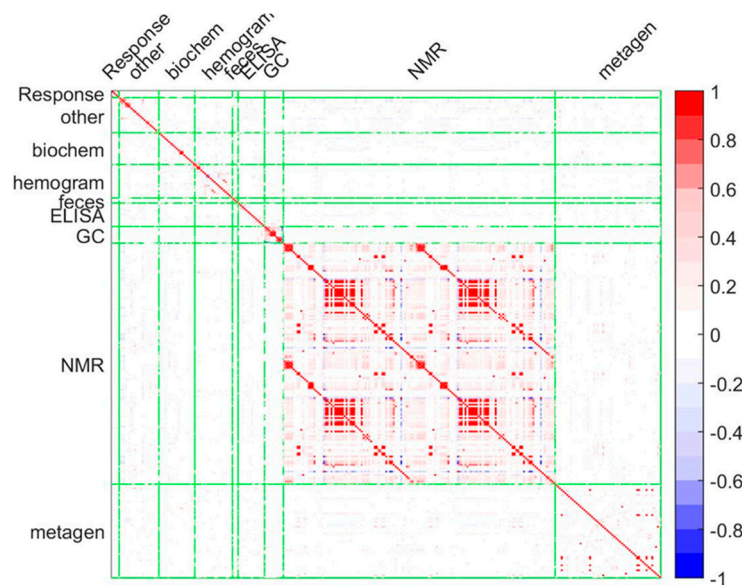 Response
other
biochem
hemogram
feces
ELISA
GC
NMR
metagen
Response
other
biochem
hemogram
feces
ELISA
GC
NMR
metagen
1
0.8
0.6
0.4
0.2
0
-0.2
-0.4
-0.6
-0.8
-1